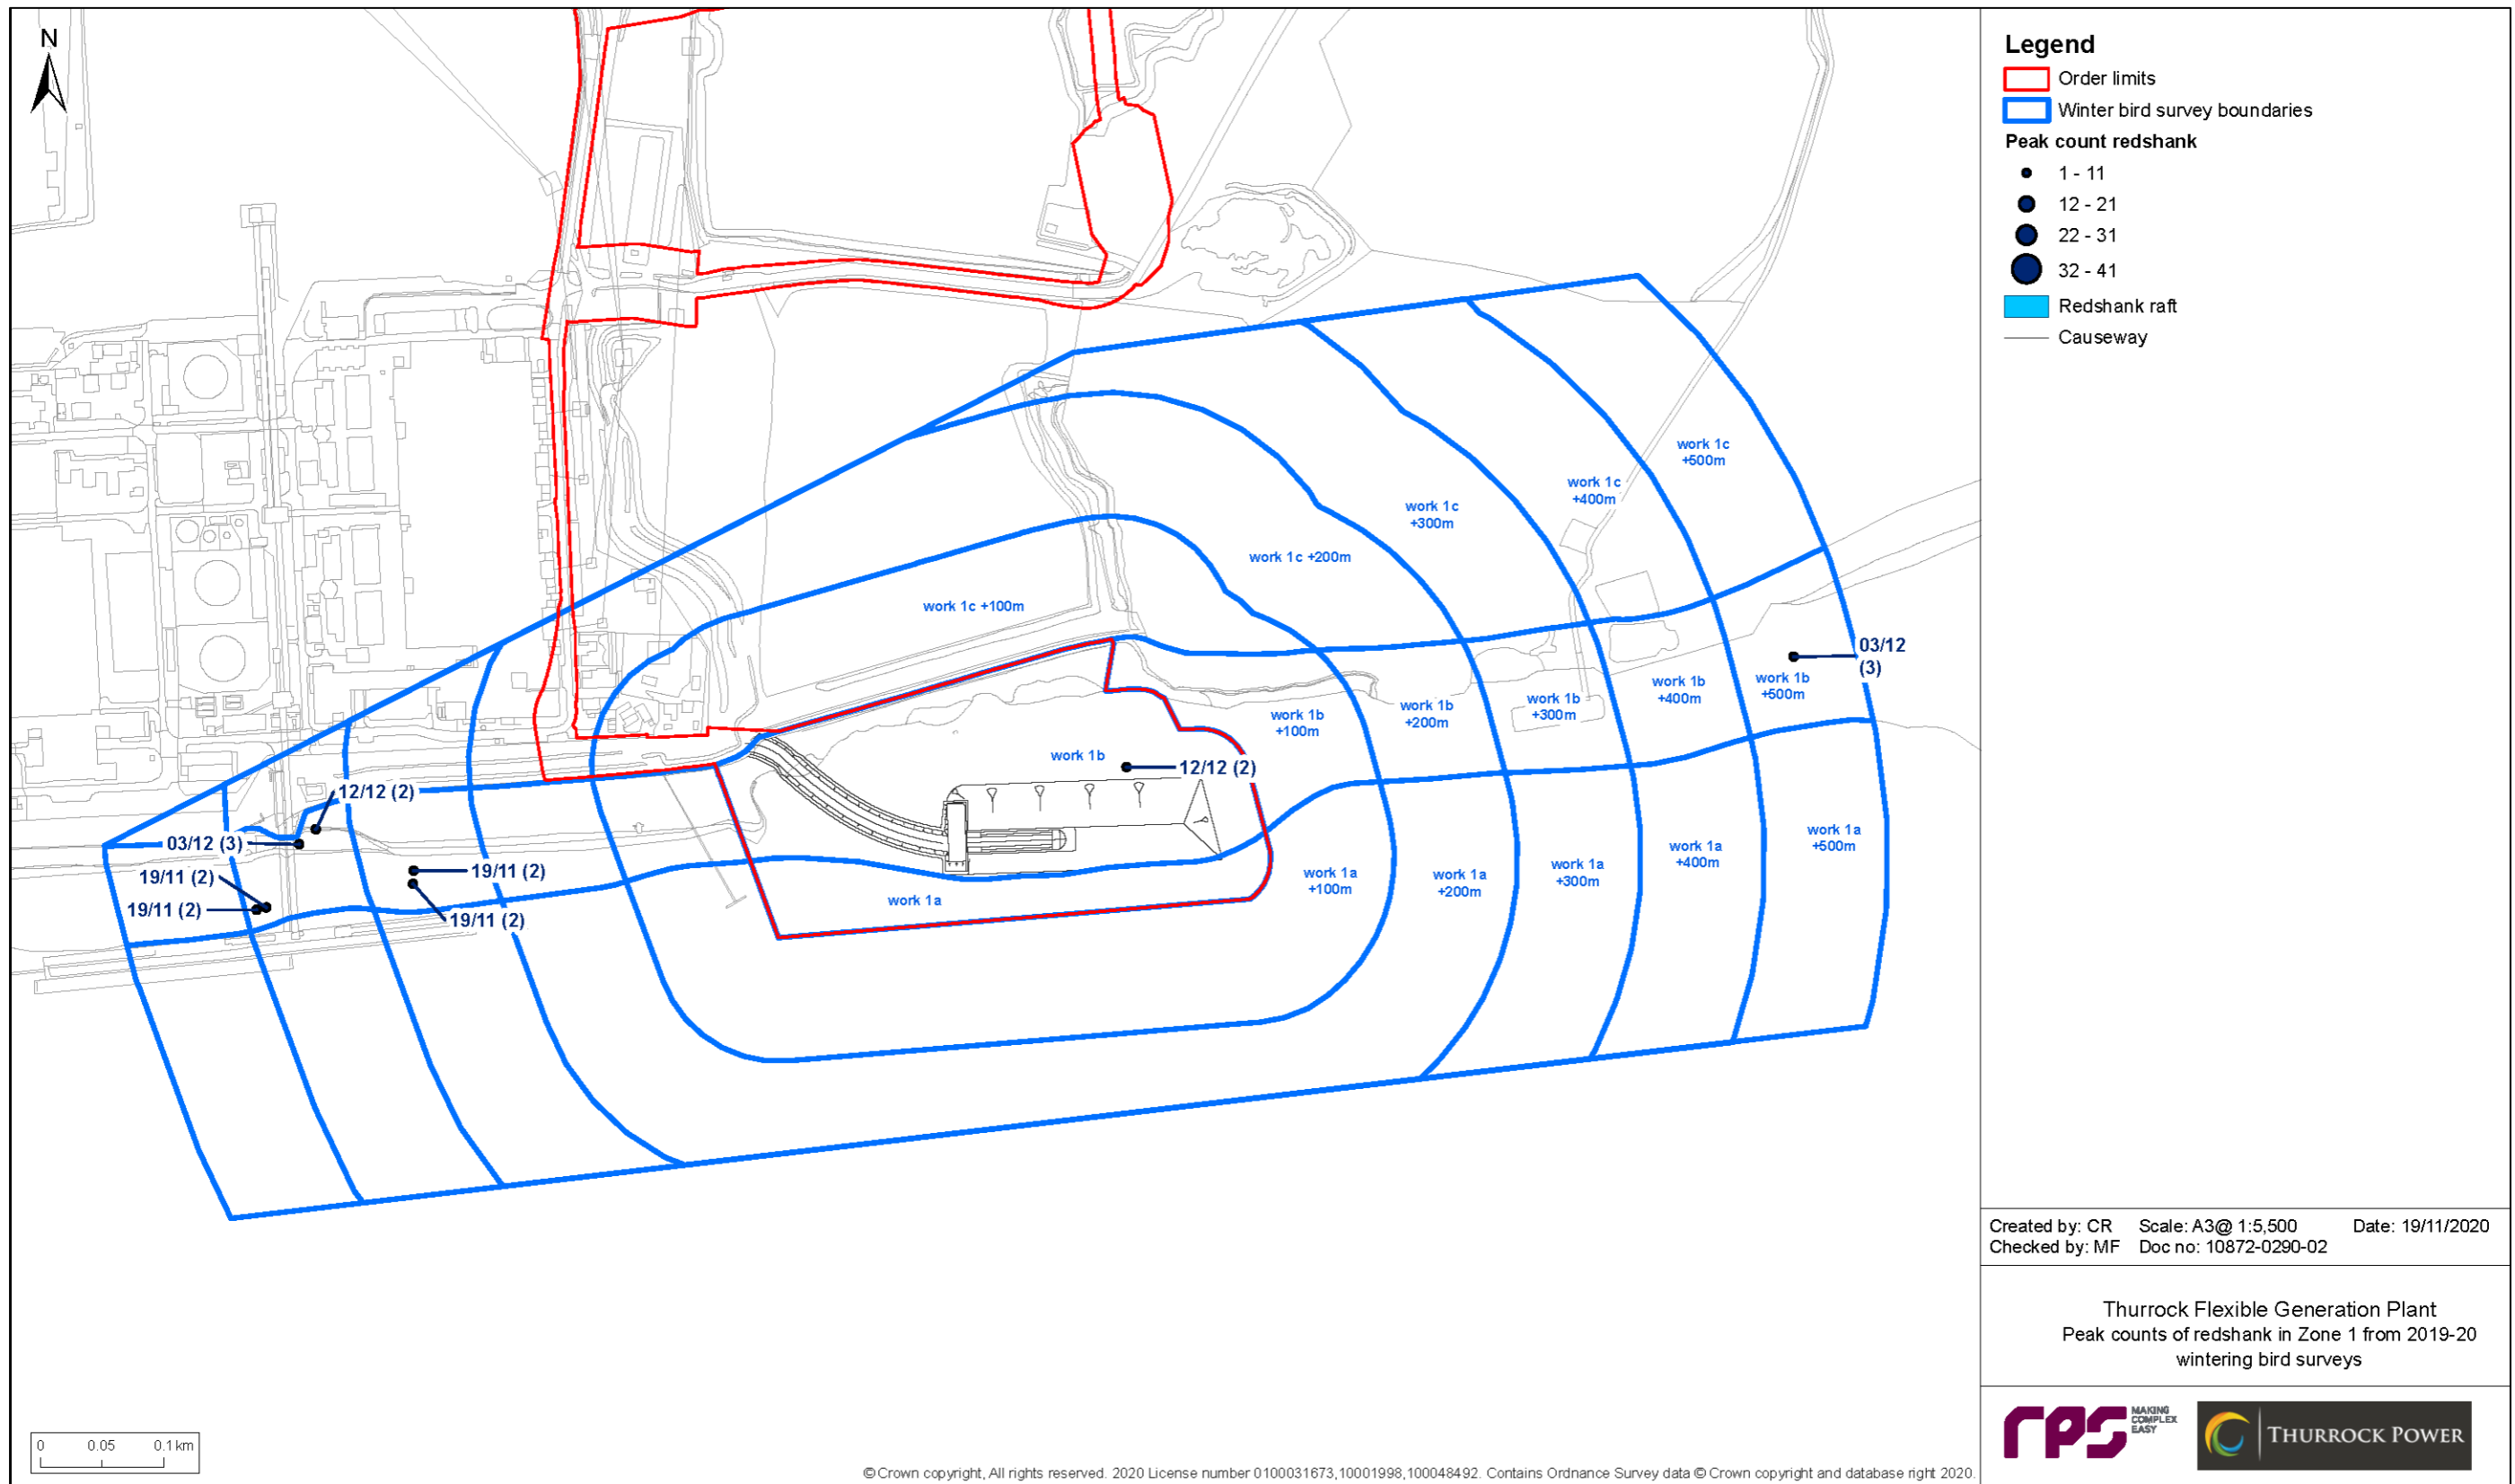 N
work 1c
+500m
work 1c
+400m
work 1c
+300m
work 1c +200m
work 1c +100m
03/12
(3)
work 1b
+500m
work 1b
+400m
work 1b
+300m
work 1b
+200m
work 1b
+100m
work 1b
12/12 (2)
12/12 (2)
03/12 (3)
19/11 (2)
19/11 (2)
19/11 (2)
19/11 (2)
work 1a
work 1a
+100m
work 1a
+200m
work 1a
+300m
work 1a
+400m
work 1a
+500m
0 0.05 0.1 km
© Crown copyright, All rights reserved. 2020 License number 0100031673,10001998,100048492. Contains Ordnance Survey data © Crown copyright and database right 2020.
Legend
Order limits
Winter bird survey boundaries
Peak count redshank
1 - 11
12 - 21
22 - 31
32 - 41
Redshank raft
Causeway
Created by: CR Scale: A3@ 1:5,500 Date: 19/11/2020
Checked by: MF Doc no: 10872-0290-02
Thurrock Flexible Generation Plant
Peak counts of redshank in Zone 1 from 2019-20
wintering bird surveys
rps MAKING
COMPLEX
EASY
THURROCK POWER